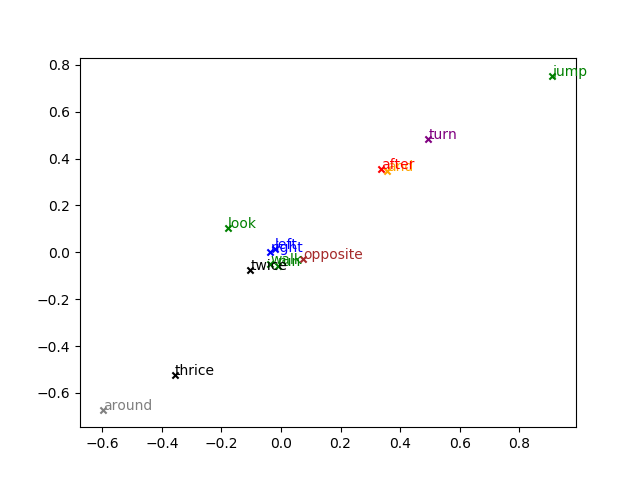 0.8
0.6
0.4
0.2
0.0
−0.2
−0.4
−0.6
jump
turn
after
and
look
left
right
walk
run
opposite
twice
thrice
around
−0.6
−0.4
−0.2
0.0
0.2
0.4
0.6
0.8